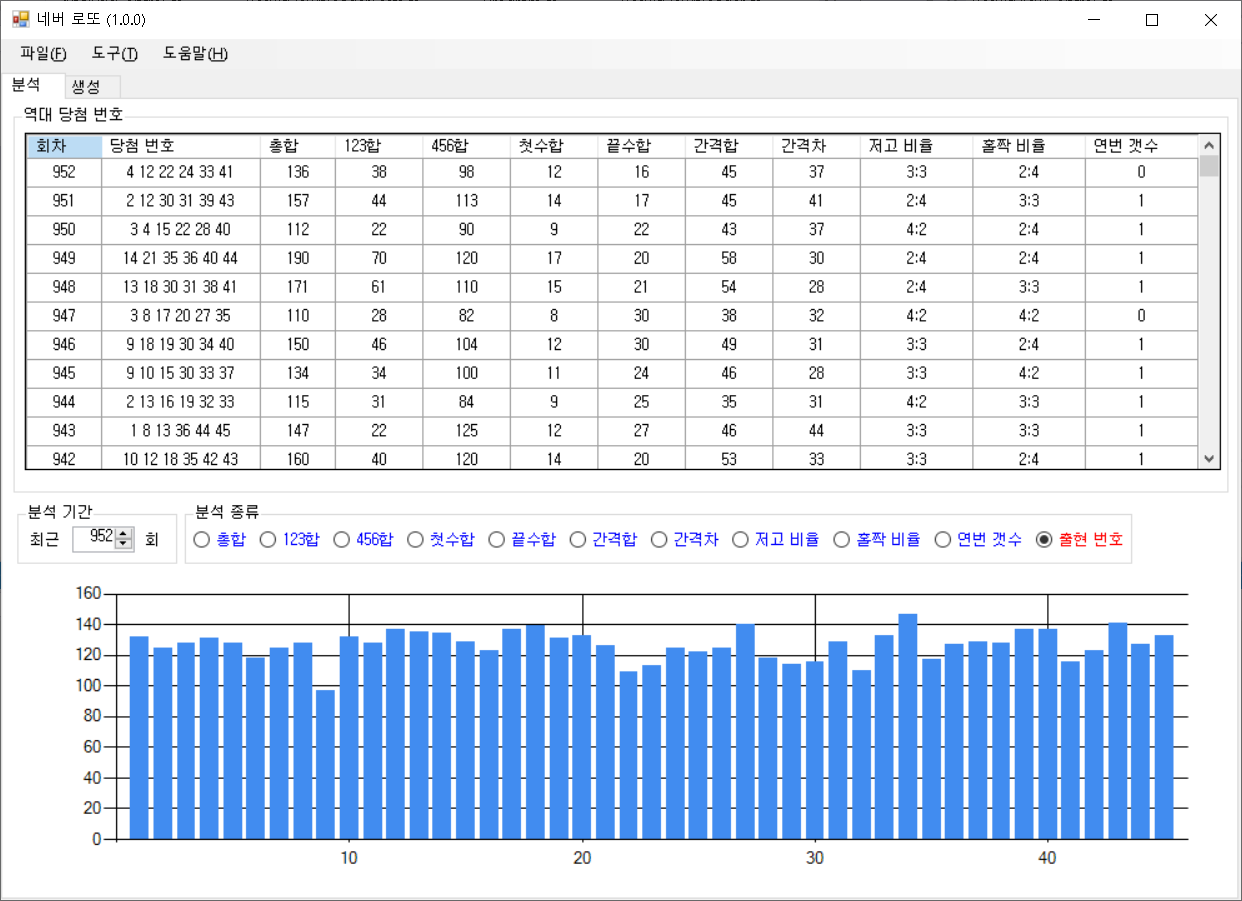 네버 로또 (1.0.0)
파일(F) 도구(T) 도움말(H)
분석 생성
역대 당첨 번호
회차 당첨 번호 총합 123합 456합 첫수합 끝수합 간격합 간격차 저고 비율 홀짝 비율 연번 갯수
952 4 12 22 24 33 41 136 38 98 12 16 45 37 3:3 2:4 0
951 2 12 30 31 39 43 157 44 113 14 17 45 41 2:4 3:3 1
950 3 4 15 22 28 40 112 22 90 9 22 43 37 4:2 2:4 1
949 14 21 35 36 40 44 190 70 120 17 20 58 30 2:4 2:4 1
948 13 18 30 31 38 41 171 61 110 15 21 54 28 2:4 3:3 1
947 3 8 17 20 27 35 110 28 82 8 30 38 32 4:2 4:2 0
946 9 18 19 30 34 40 150 46 104 12 30 49 31 3:3 2:4 1
945 9 10 15 30 33 37 134 34 100 11 24 46 28 3:3 4:2 1
944 2 13 16 19 32 33 115 31 84 9 25 35 31 4:2 3:3 1
943 1 8 13 36 44 45 147 22 125 12 27 46 44 3:3 3:3 1
942 10 12 18 35 42 43 160 40 120 14 20 53 33 3:3 2:4 1
분석 기간 분석 종류
최근 952 회 총합 123합 456합 첫수합 끝수합 간격합 간격차 저고 비율 홀짝 비율 연번 갯수 출현 번호
160
140
120
100
80
60
40
20
0
10 20 30 40